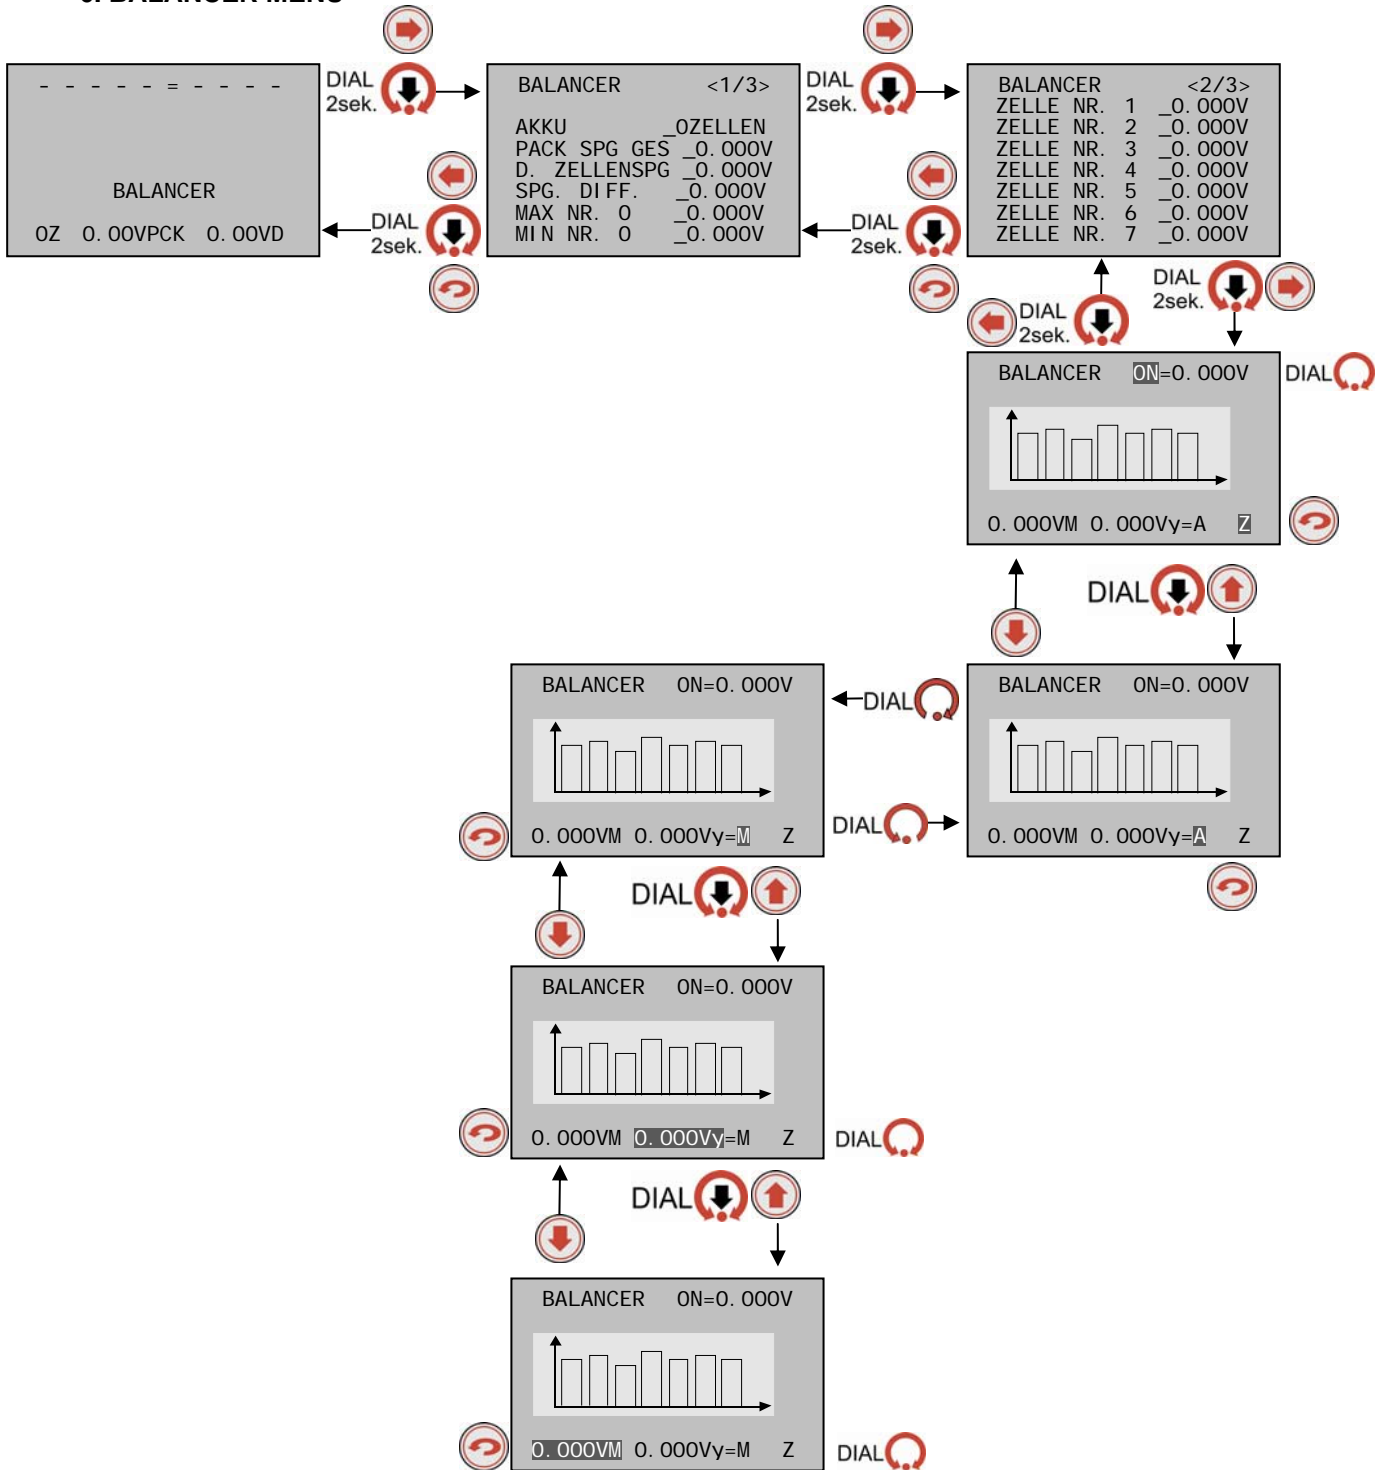 - - - - - = - - - -
BALANCER
0Z 0.00VPCK 0.00VD
DIAL
2sek.
DIAL
2sek.
BALANCER <1/3>
AKKU _0ZELLEN
PACK SPG GES _0.000V
D. ZELLENSPG _0.000V
SPG. DIFF. _0.000V
MAX NR. 0 _0.000V
MIN NR. 0 _0.000V
DIAL
2sek.
DIAL
2sek.
BALANCER <2/3>
ZELLE NR. 1 _0.000V
ZELLE NR. 2 _0.000V
ZELLE NR. 3 _0.000V
ZELLE NR. 4 _0.000V
ZELLE NR. 5 _0.000V
ZELLE NR. 6 _0.000V
ZELLE NR. 7 _0.000V
DIAL
2sek.
DIAL
2sek.
BALANCER ON=0.000V
DIAL
0.000VM 0.000Vy=A Z
DIAL
BALANCER ON=0.000V
DIAL
BALANCER ON=0.000V
0.000VM 0.000Vy=M Z
DIAL
0.000VM 0.000Vy=A Z
DIAL
BALANCER ON=0.000V
0.000VM 0.000Vy=M Z
DIAL
DIAL
BALANCER ON=0.000V
0.000VM 0.000Vy=M Z
DIAL